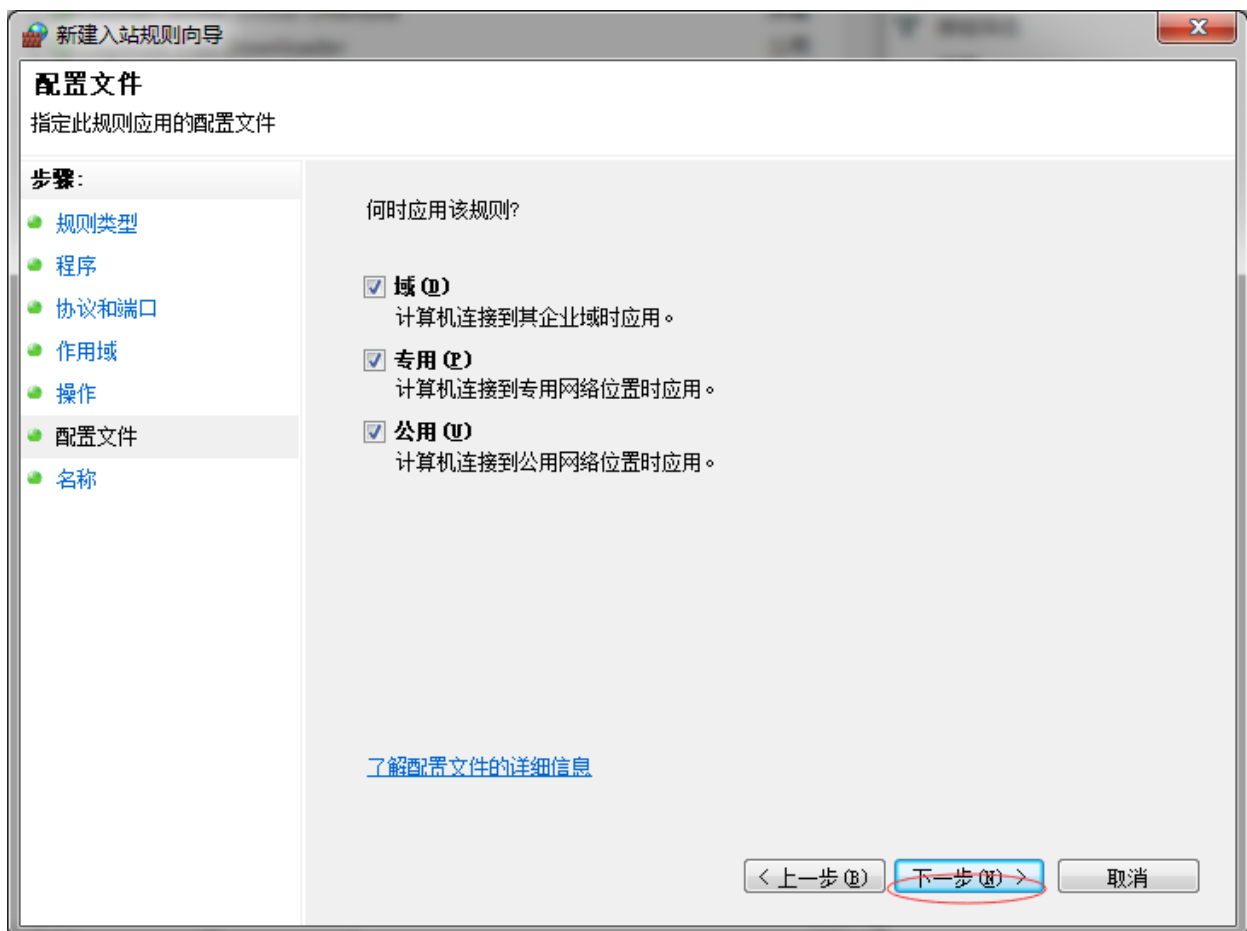 新建入站规则向导
配置文件
指定此规则应用的配置文件
步骤:
规则类型
程序
协议和端口
作用域
操作
配置文件
名称
何时应用该规则?
域(D)
计算机连接到其企业域时应用。
专用(P)
计算机连接到专用网络位置时应用。
公用(U)
计算机连接到公用网络位置时应用。
了解配置文件的详细信息
< 上一步(B) 下一步(N) > 取消